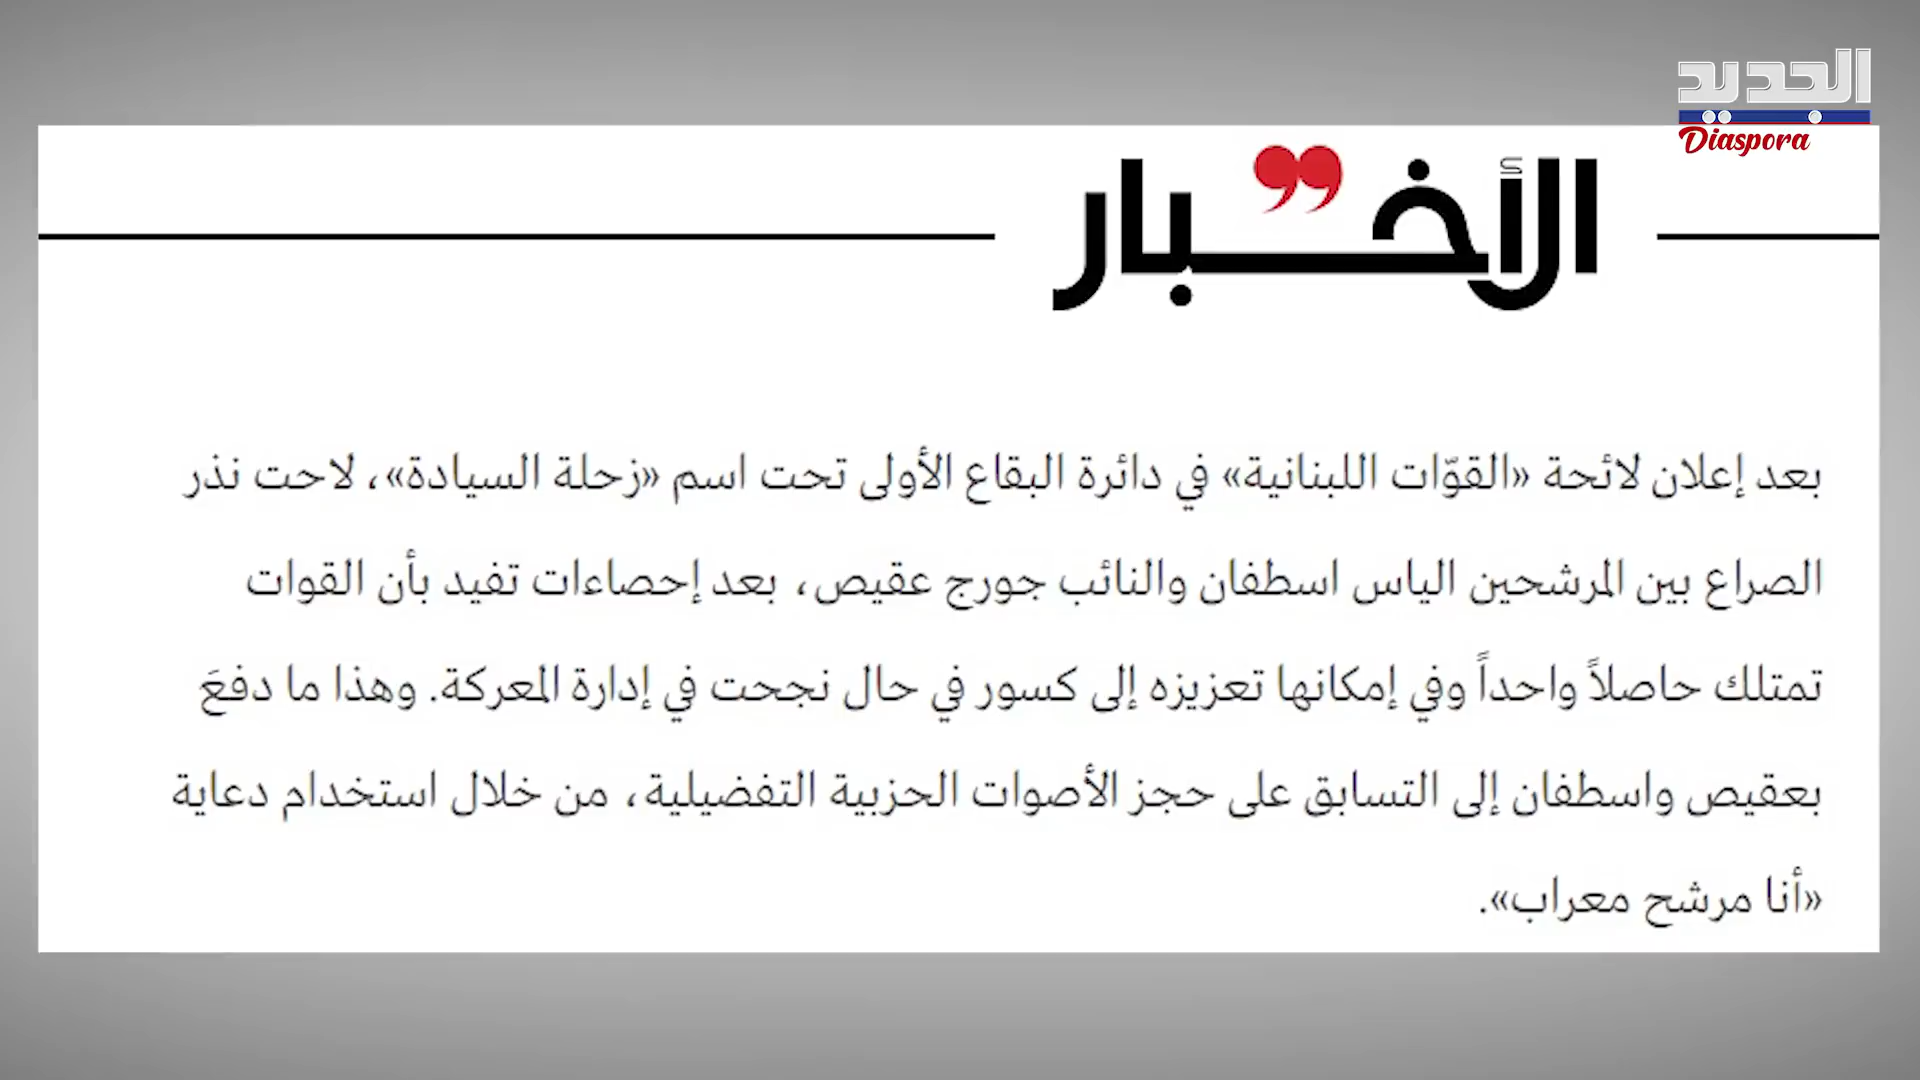 الجديد
Diaspora
الأخبار
بعد إعلان لائحة «القوّات اللبنانية» في دائرة البقاع الأولى تحت اسم «زحلة السيادة»، لاحت نذر
الصراع بين المرشحين الياس اسطفان والنائب جورج عقيص، بعد إحصاءات تفيد بأن القوات
تمتلك حاصلاً واحداً وفي إمكانها تعزيزه إلى كسور في حال نجحت في إدارة المعركة. وهذا ما دفعَ
بعقيص واسطفان إلى التسابق على حجز الأصوات الحزبية التفضيلية، من خلال استخدام دعاية
«أنا مرشح معراب».